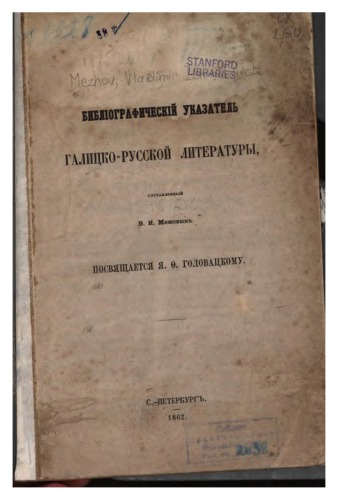 STANFORD
LIBRARIES
Mezhov, Vladimir
БИБЛІОГРАФИЧЕСКІЙ УКАЗАТЕЛЬ
ГАЛИЦКО-РУССКОЙ ЛИТЕРАТУРЫ,
СОСТАВЛЕННЫЙ
В. И. Межовымъ.
ПОСВЯЩАЕТСЯ Я. Ѳ. ГОЛОВАЦКОМУ.
С.-ПЕТЕРБУРГЪ.
1862.